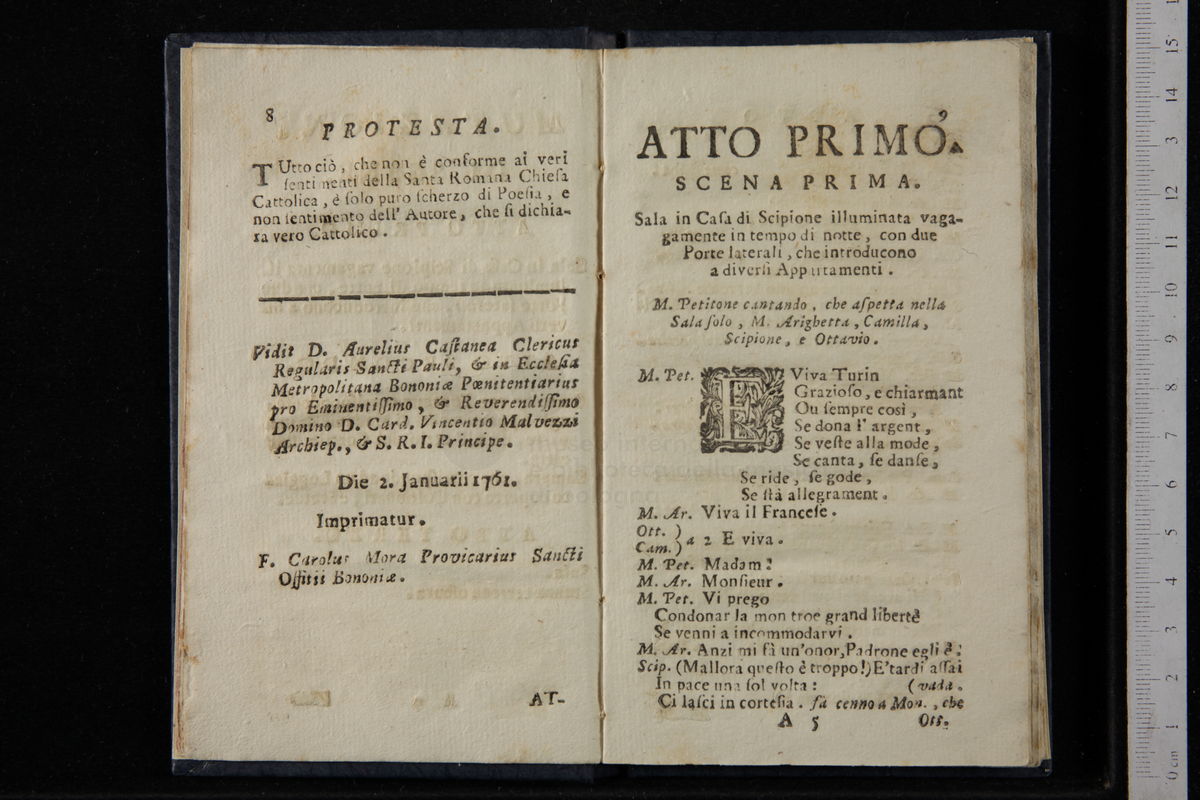 8
PROTESTA.
TUtto ciò, che non è conforme ai veri
ſentimenti della Santa Romana Chieſa
Cattolica, è ſolo puro ſcherzo di Poeſia, e
non ſentimento dell' Autore, che ſi dichia-
ra vero Cattolico.
Vidit D. Aurelius Caſtanea Clericus
Regularis Sancti Pauli, & in Eccleſia
Metropolitana Bononiæ Pœnitentiarius
pro Eminentiſſimo, & Reverendiſſimo
Domino D. Card. Vincentio Malvezzi
Archiep., & S. R. I. Principe.
Die 2. Januarii 1761.
Imprimatur.
F. Carolus Mora Provicarius Sancti
Offitii Bononiæ.
AT-
9
ATTO PRIMO.
SCENA PRIMA.
Sala in Caſa di Scipione illuminata vaga-
gamente in tempo di notte, con due
Porte laterali, che introducono
a diverſi Appartamenti.
M. Petitone cantando, che aſpetta nella
Sala ſolo, M. Arighetta, Camilla,
Scipione, e Ottavio.
M. Pet. E Viva Turin
Grazioſo, e chiarmant
Ou ſempre così,
Se dona l' argent,
Se veſte alla mode,
Se canta, ſe danſe,
Se ride, ſe gode,
Se ſtà allegrament.
M. Ar. Viva il Franceſe.
Ott. )
Cam. ) a 2 E viva.
M. Pet. Madam?
M. Ar. Monſieur.
M. Pet. Vi prego
Condonar la mon troe grand libertè
Se venni a incommodarvi.
M. Ar. Anzi mi fà un'onor, Padrone egli è:
Scip. (Mallora queſto è troppo!) E' tardi aſſai
In pace una ſol volta: (vada.
Ci laſci in corteſia. fà cenno a Mon., che
A 5 Ott.